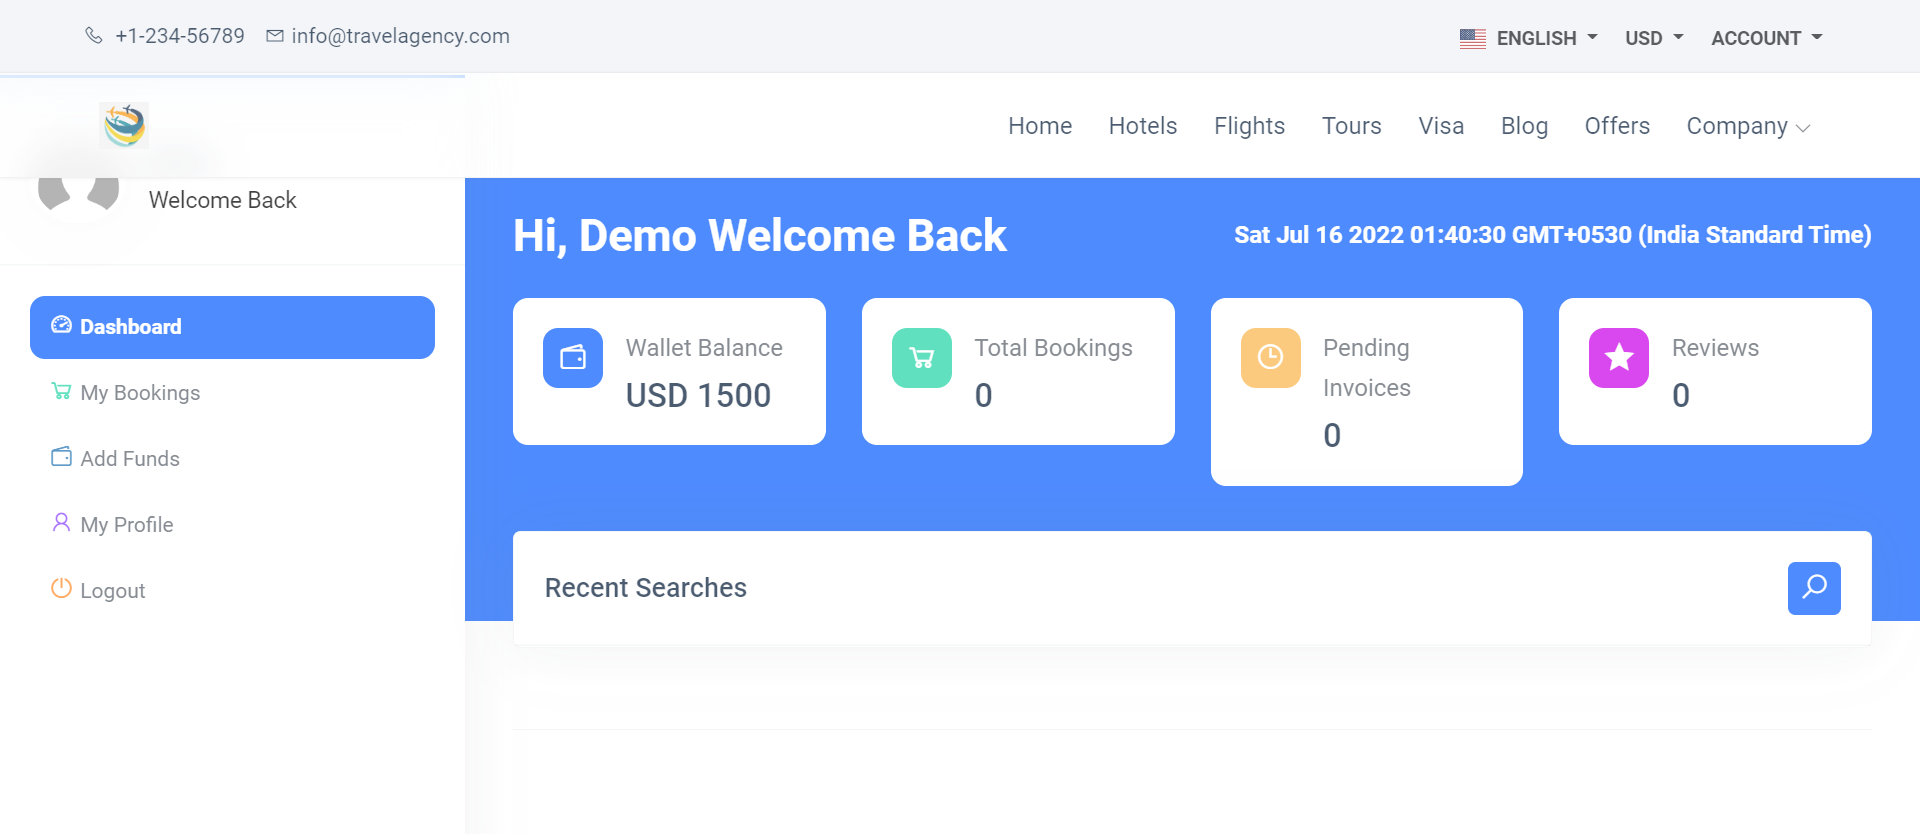 +1-234-56789 info@travelagency.com ENGLISH USD ACCOUNT
Home Hotels Flights Tours Visa Blog Offers Company
Welcome Back
Dashboard
My Bookings
Add Funds
My Profile
Logout
Hi, Demo Welcome Back
Sat Jul 16 2022 01:40:30 GMT+0530 (India Standard Time)
Wallet Balance
USD 1500
Total Bookings
0
Pending
Invoices
0
Reviews
0
Recent Searches